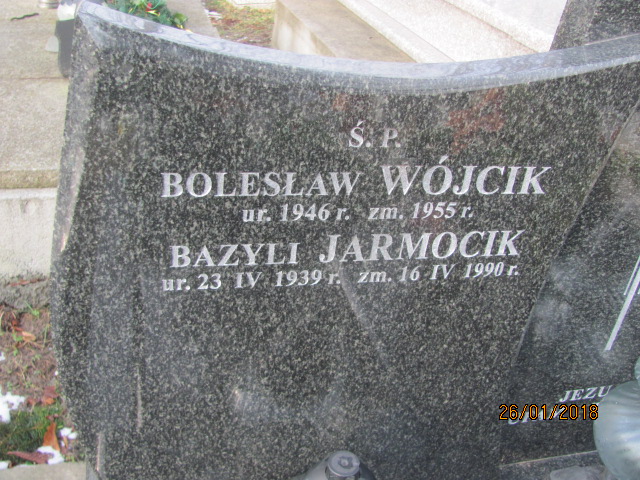 Ś. P.
BOLESŁAW WÓJCIK
ur. 1946 r. zm. 1955 r.
BAZYLI JARMOCIK
ur. 23 IV 1939 r. zm. 16 IV 1990 r.
JEZU
26/01/2018